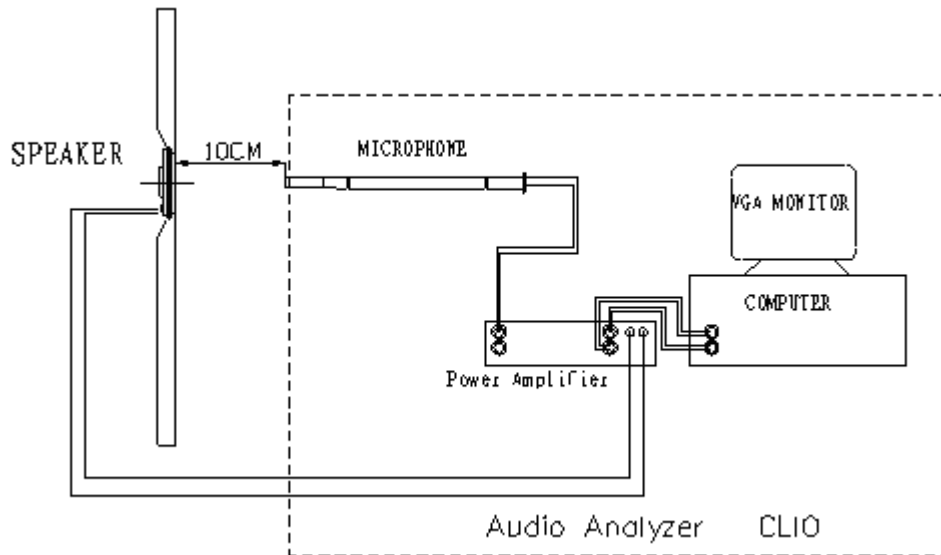 SPEAKER
10CM
MICROPHONE
VGA MONITOR
COMPUTER
Power Amplifier
Audio Analyzer CLIO